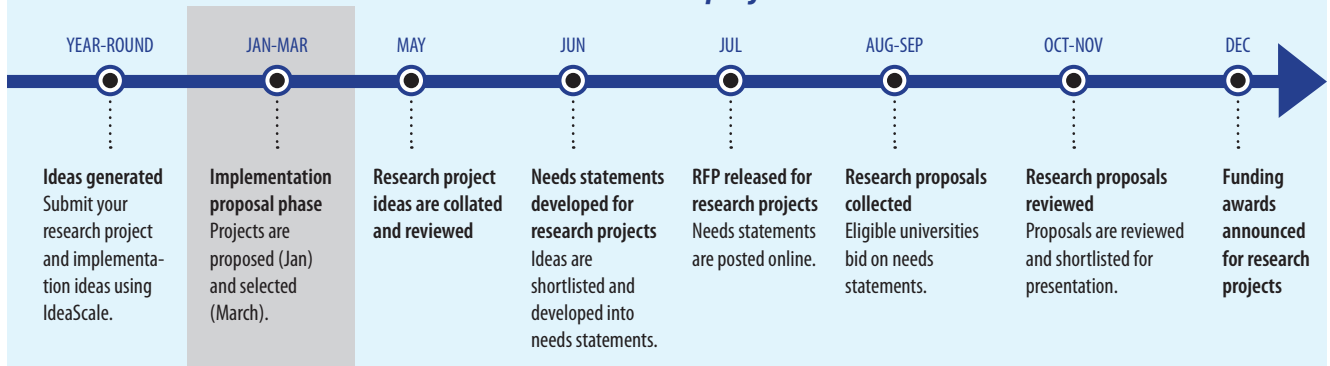 YEAR-ROUND
Ideas generated
Submit your
research project
and implementa-
tion ideas using
IdeaScale.
JAN-MAR
Implementation
proposal phase
Projects are
proposed (Jan)
and selected
(March).
MAY
Research project
ideas are collated
and reviewed
JUN
Needs statements
developed for
research projects
Ideas are
shortlisted and
developed into
needs statements.
JUL
RFP released for
research projects
Needs statements
are posted online.
AUG-SEP
Research proposals
collected
Eligible universities
bid on needs
statements.
OCT-NOV
Research proposals
reviewed
Proposals are reviewed
and shortlisted for
presentation.
DEC
Funding
awards
announced
for research
projects